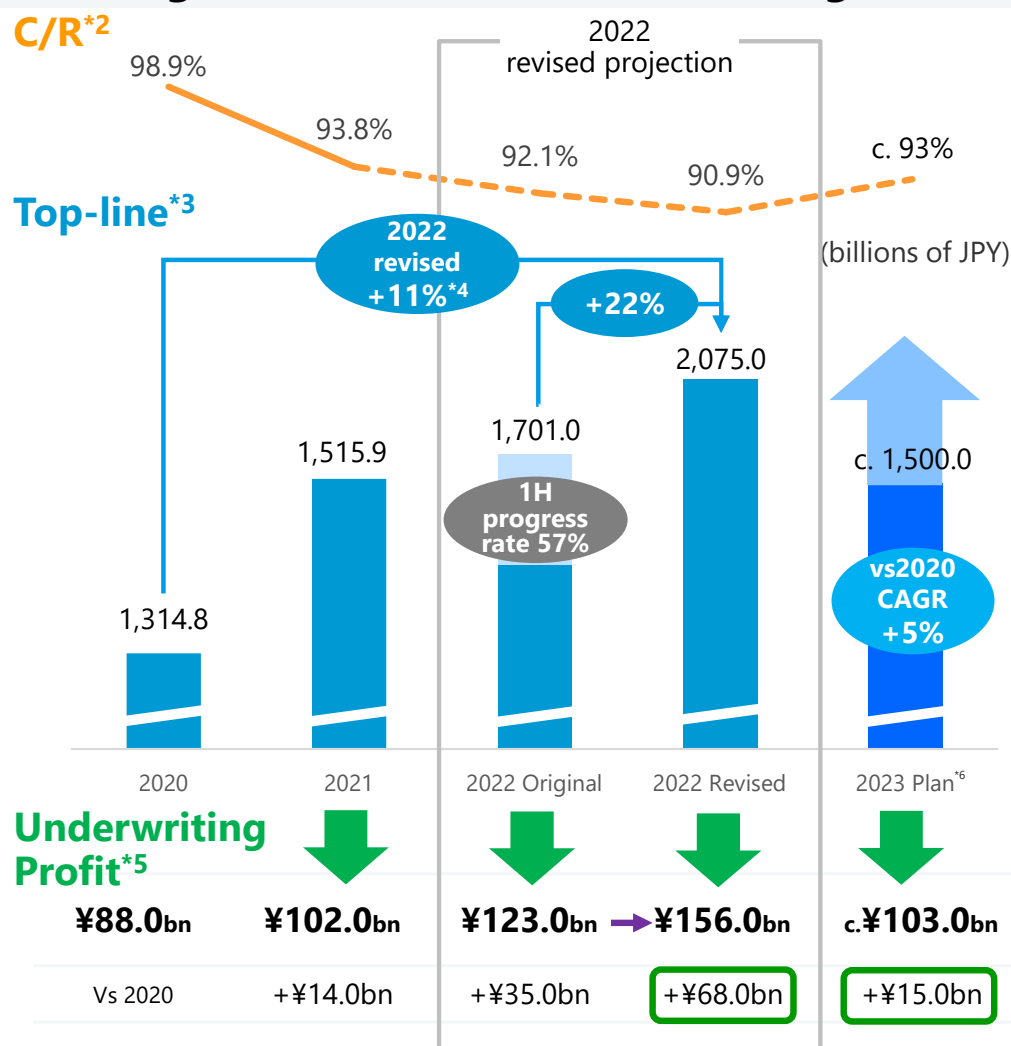 C/R*2
2022
revised projection
98.9%
93.8%
92.1%
90.9%
c. 93%
Top-line*3
(billions of JPY)
2022
revised
+11%*4
+22%
1,314.8
1,515.9
1,701.0
2,075.0
c. 1,500.0
1H
progress
rate 57%
vs2020
CAGR
+5%
2020 2021 2022 Original 2022 Revised 2023 Plan*6
Underwriting
Profit*5
¥88.0bn ¥102.0bn ¥123.0bn ¥156.0bn c.¥103.0bn
Vs 2020 +¥14.0bn +¥35.0bn +¥68.0bn +¥15.0bn